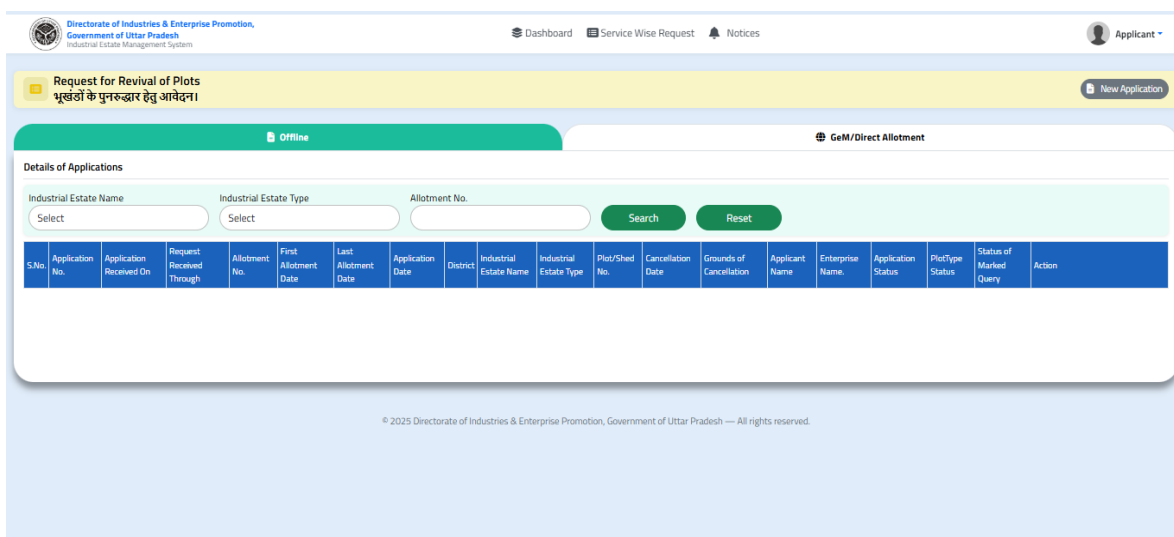 Directorate of Industries & Enterprise Promotion,
Government of Uttar Pradesh
Industrial Estate Management System
Dashboard Service Wise Request Notices
Applicant
Request for Revival of Plots
भूखंडों के पुनरुद्धार हेतु आवेदन।
New Application
Offline
GeM/Direct Allotment
Details of Applications
Industrial Estate Name Industrial Estate Type Allotment No.
Select Select Search Reset
S.No.
Application
No.
Application
Received On
Request
Received
Through
Allotment
No.
First
Allotment
Date
Last
Allotment
Date
Application
Date
District
Industrial
Estate Name
Industrial
Estate Type
Plot/Shed
No.
Cancellation
Date
Grounds of
Cancellation
Applicant
Name
Enterprise
Name.
Application
Status
PlotType
Status
Status of
Marked
Query
Action
© 2025 Directorate of Industries & Enterprise Promotion, Government of Uttar Pradesh — All rights reserved.